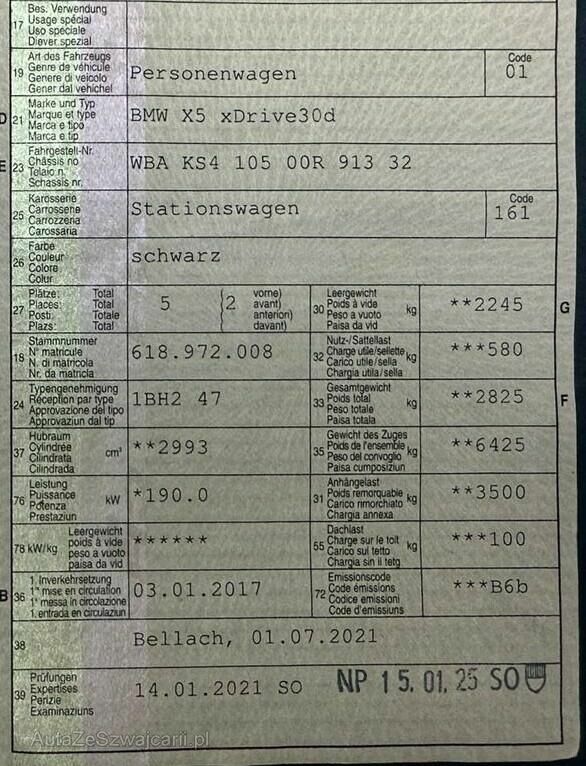 17 Bes. Verwendung
Usage spécial
Uso speciale
Diever spezial
19 Art des Fahrzeugs
Genre de véhicule
Genere di veicolo
Gener dal vehichel
Personenwagen
Code
01
D 21 Marke und Typ
Marque et type
Marca e tipo
Marca e tip
BMW X5 xDrive30d
E 23 Fahrgestell-Nr.
Châssis no
Telaio n.
Schassis nr.
WBA KS4 105 00R 913 32
25 Karosserie
Carrosserie
Carrozzeria
Carossaria
Stationswagen
Code
161
26 Farbe
Couleur
Colore
Colur
schwarz
27 Plätze: Total
Places: Total
Posti: Totale
Plazs: Total
5 (2 vorne)
avant)
anteriori)
davant)
30 Leergewicht
Poids à vide
Peso a vuoto
Paisa da vid
kg
**2245
G
18 Stammnummer
N° matricule
N. di matricola
Nr. da matricla
618.972.008
32 Nutz-/Sattellast
Charge utile/sellette
Carico utile/sella
Chargia utila/sella
kg
***580
24 Typengenehmigung
Réception par type
Approvazione del tipo
Approvaziun dal tip
1BH2 47
33 Gesamtgewicht
Poids total
Peso totale
Paisa totala
kg
**2825
F
37 Hubraum
Cylindrée
Cilindrata
Cilindrada
cm³
**2993
35 Gewicht des Zuges
Poids de l'ensemble
Peso del convoglio
Paisa cumposiziun
kg
**6425
76 Leistung
Puissance
Potenza
Prestaziun
kW
*190.0
31 Anhängelast
Poids remorquable
Carico rimorchiato
Chargia annexa
kg
**3500
78 kW/kg
Leergewicht
poids à vide
peso a vuoto
paisa da vid
******
55 Dachlast
Charge sur le toit
Carico sul tetto
Chargia sin il tetg
kg
***100
B 36 1. Inverkehrsetzung
1re mise en circulation
1a messa in circolazione
1. entrada en circulaziun
03.01.2017
72 Emissionscode
Code émissions
Codice emissioni
Code d'emissiuns
***B6b
38
Bellach, 01.07.2021
39 Prüfungen
Expertises
Perizie
Examinaziuns
14.01.2021 SO
NP 15.01.25 SO
AutaZeSzwajcarii.pl